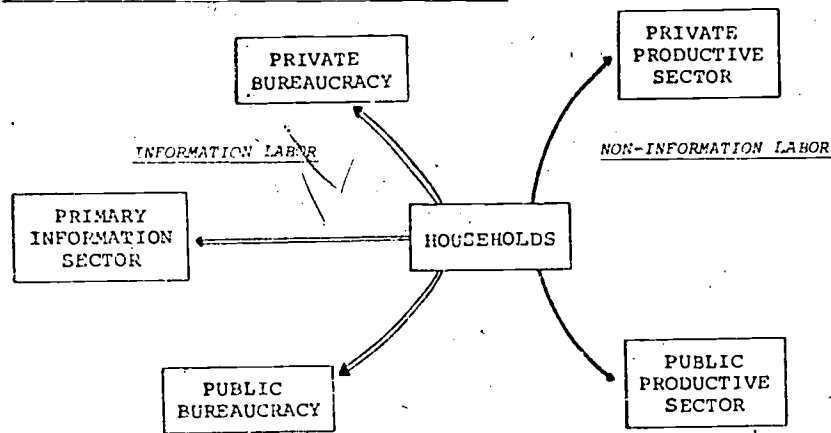 PRIVATE
BUREAUCRACY
PRIVATE
PRODUCTIVE
SECTOR
INFORMATION LABOR
NON-INFORMATION LABOR
PRIMARY
INFORMATION
SECTOR
HOUSEHOLDS
PUBLIC
BUREAUCRACY
PUBLIC
PRODUCTIVE
SECTOR